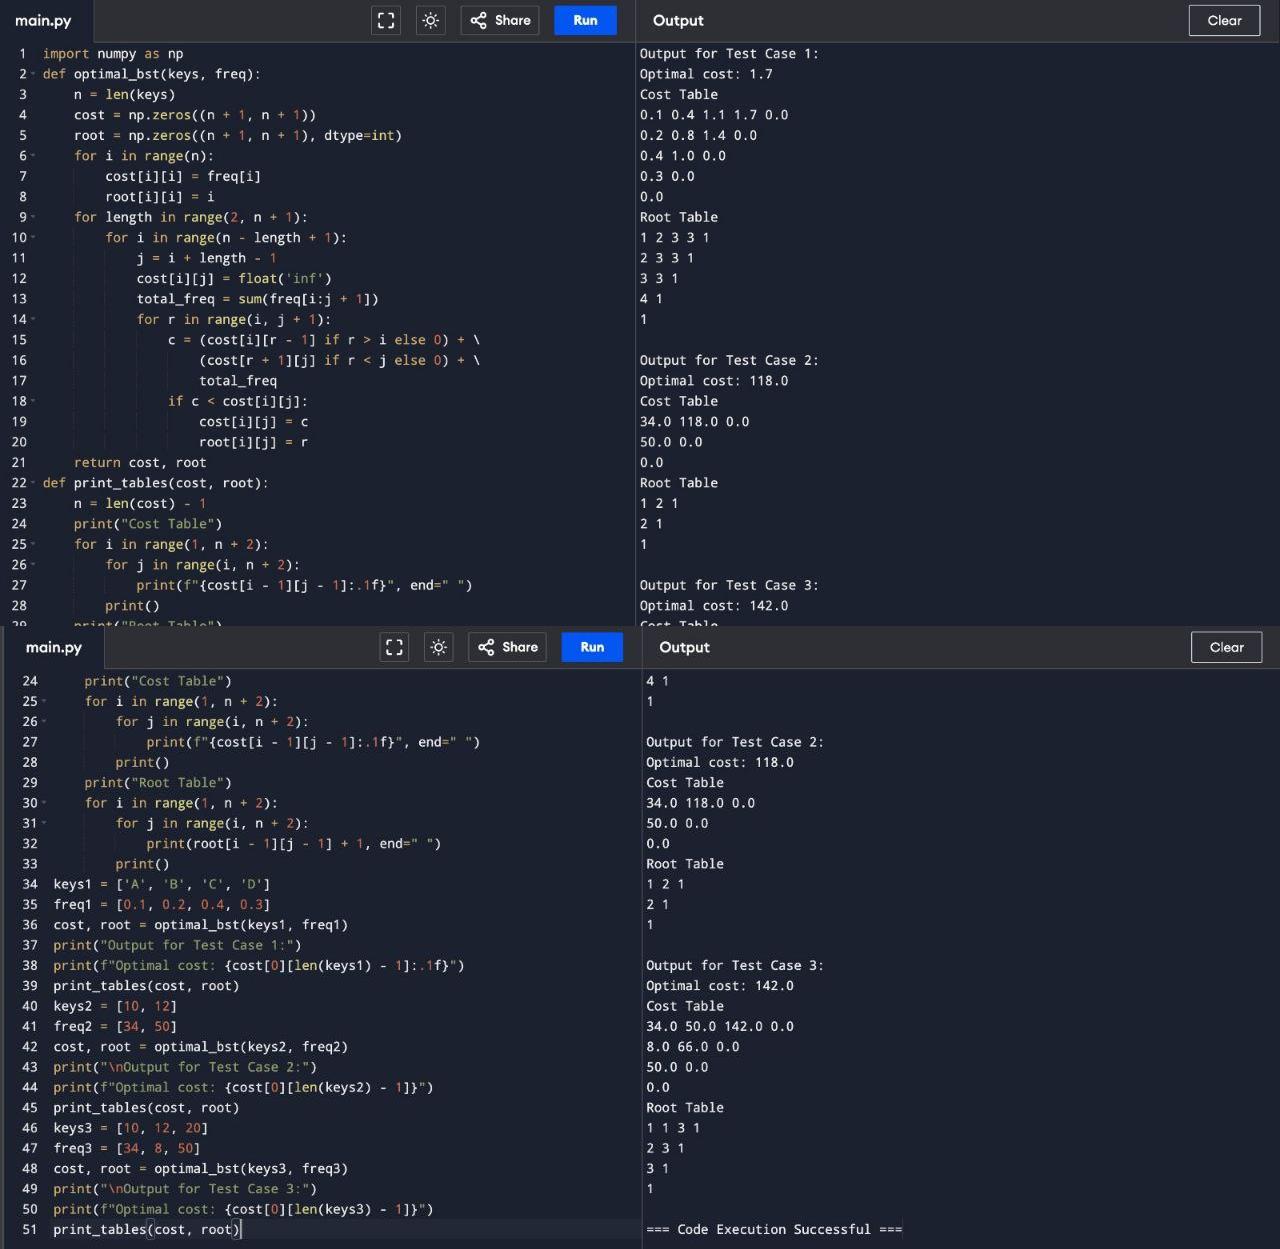 main.py
Share
Run
Output
Clear
1 import numpy as np
2 def optimal_bst(keys, freq):
3     n = len(keys)
4     cost = np.zeros((n + 1, n + 1))
5     root = np.zeros((n + 1, n + 1), dtype=int)
6     for i in range(n):
7         cost[i][i] = freq[i]
8         root[i][i] = i
9     for length in range(2, n + 1):
10         for i in range(n - length + 1):
11             j = i + length - 1
12             cost[i][j] = float('inf')
13             total_freq = sum(freq[i:j + 1])
14             for r in range(i, j + 1):
15                 c = (cost[i][r - 1] if r > i else 0) + \
16                     (cost[r + 1][j] if r < j else 0) + \
17                     total_freq
18                 if c < cost[i][j]:
19                     cost[i][j] = c
20                     root[i][j] = r
21     return cost, root
22 def print_tables(cost, root):
23     n = len(cost) - 1
24     print("Cost Table")
25     for i in range(1, n + 2):
26         for j in range(i, n + 2):
27             print(f"{cost[i - 1][j - 1]:.1f}", end=" ")
28         print()
29     print("Root Table")
Output for Test Case 1:
Optimal cost: 1.7
Cost Table
0.1 0.4 1.1 1.7 0.0
0.2 0.8 1.4 0.0
0.4 1.0 0.0
0.3 0.0
0.0
Root Table
1 2 3 3 1
2 3 3 1
3 3 1
4 1
1
Output for Test Case 2:
Optimal cost: 118.0
Cost Table
34.0 118.0 0.0
50.0 0.0
0.0
Root Table
1 2 1
2 1
1
Output for Test Case 3:
Optimal cost: 142.0
Cost Table
main.py
Share
Run
Output
Clear
24     print("Cost Table")
25     for i in range(1, n + 2):
26         for j in range(i, n + 2):
27             print(f"{cost[i - 1][j - 1]:.1f}", end=" ")
28         print()
29     print("Root Table")
30     for i in range(1, n + 2):
31         for j in range(i, n + 2):
32             print(root[i - 1][j - 1] + 1, end=" ")
33         print()
34 keys1 = ['A', 'B', 'C', 'D']
35 freq1 = [0.1, 0.2, 0.4, 0.3]
36 cost, root = optimal_bst(keys1, freq1)
37 print("Output for Test Case 1:")
38 print(f"Optimal cost: {cost[0][len(keys1) - 1]:.1f}")
39 print_tables(cost, root)
40 keys2 = [10, 12]
41 freq2 = [34, 50]
42 cost, root = optimal_bst(keys2, freq2)
43 print("\nOutput for Test Case 2:")
44 print(f"Optimal cost: {cost[0][len(keys2) - 1]}")
45 print_tables(cost, root)
46 keys3 = [10, 12, 20]
47 freq3 = [34, 8, 50]
48 cost, root = optimal_bst(keys3, freq3)
49 print("\nOutput for Test Case 3:")
50 print(f"Optimal cost: {cost[0][len(keys3) - 1]}")
51 print_tables(cost, root)
4 1
1
Output for Test Case 2:
Optimal cost: 118.0
Cost Table
34.0 118.0 0.0
50.0 0.0
0.0
Root Table
1 2 1
2 1
1
Output for Test Case 3:
Optimal cost: 142.0
Cost Table
34.0 50.0 142.0 0.0
8.0 66.0 0.0
50.0 0.0
0.0
Root Table
1 1 3 1
2 3 1
3 1
1
=== Code Execution Successful ===